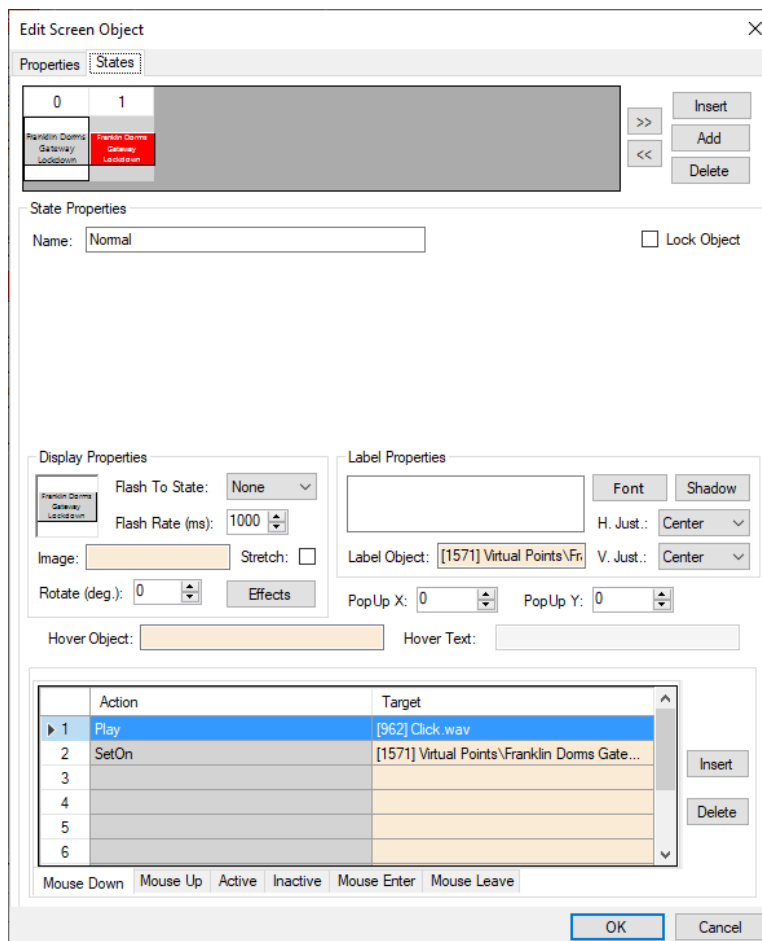 Edit Screen Object
Properties States
0 1
Franklin Dorms
Gateway
Lockdown
Franklin Dorms
Gateway
Lockdown
>>
<<
Insert
Add
Delete
State Properties
Name: Normal
Lock Object
Display Properties
Franklin Dorms
Gateway
Lockdown
Flash To State: None
Flash Rate (ms): 1000
Image:
Stretch:
Rotate (deg.): 0
Effects
Label Properties
Font Shadow
H. Just.: Center
Label Object: [1571] Virtual Points\Fra
V. Just.: Center
PopUp X: 0 PopUp Y: 0
Hover Object: Hover Text:
Action Target
1 Play [962] Click.wav
2 SetOn [1571] Virtual Points\Franklin Dorms Gate...
3
4
5
6
Insert
Delete
Mouse Down Mouse Up Active Inactive Mouse Enter Mouse Leave
OK Cancel